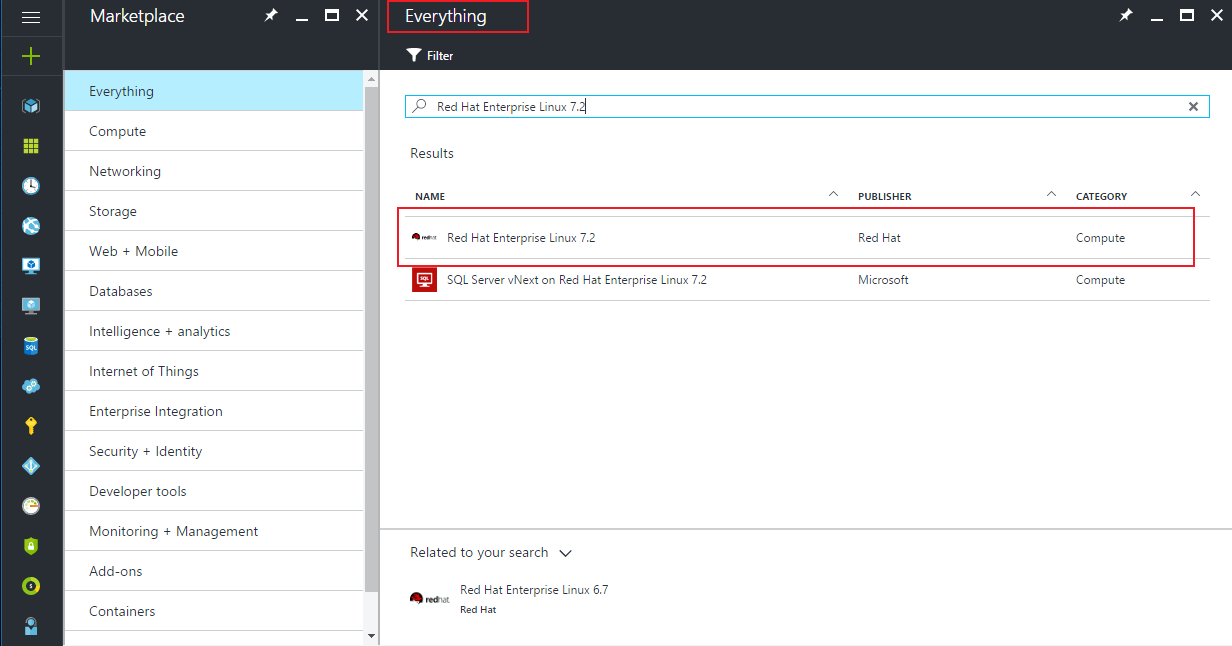 Marketplace
Everything
Compute
Networking
Storage
Web + Mobile
Databases
Intelligence + analytics
Internet of Things
Enterprise Integration
Security + Identity
Developer tools
Monitoring + Management
Add-ons
Containers
Everything
Filter
Red Hat Enterprise Linux 7.2
Results
NAME PUBLISHER CATEGORY
redhat Red Hat Enterprise Linux 7.2 Red Hat Compute
SQL SQL Server vNext on Red Hat Enterprise Linux 7.2 Microsoft Compute
Related to your search
redhat Red Hat Enterprise Linux 6.7
Red Hat
SQL